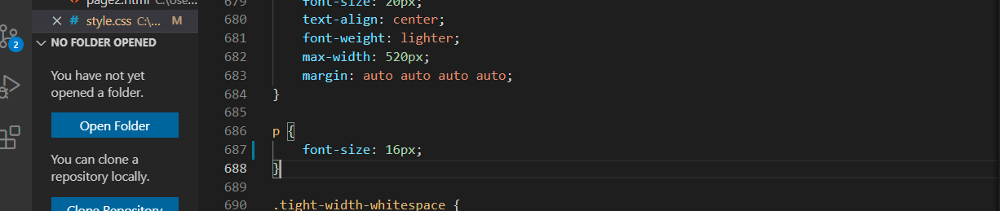 page2.html C:\Use...
× # style.css C:\... M
NO FOLDER OPENED
2
You have not yet
opened a folder.
Open Folder
You can clone a
repository locally.
Clone Repository
679 font-size: 20px;
680 text-align: center;
681 font-weight: lighter;
682 max-width: 520px;
683 margin: auto auto auto auto;
684 }
685
686 p {
687 font-size: 16px;
688 }
689
690 .tight-width-whitespace {